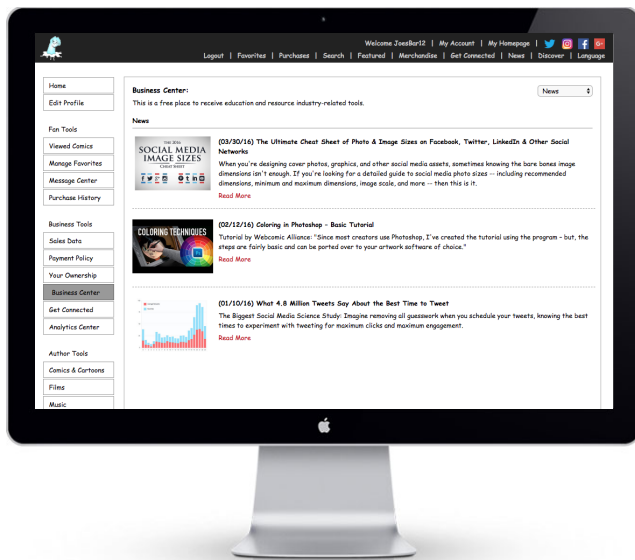 Welcome JoesBar12 | My Account | My Homepage |
Logout | Favorites | Purchases | Search | Featured | Merchandise | Get Connected | News | Discover | Language
Home
Edit Profile
Fan Tools
Viewed Comics
Manage Favorites
Message Center
Purchase History
Business Tools
Sales Data
Payment Policy
Your Ownership
Business Center
Get Connected
Analytics Center
Author Tools
Comics & Cartoons
Films
Music
Business Center:
News
This is a free place to receive education and resource industry-related tools.
News
THE 2016
SOCIAL MEDIA
IMAGE SIZES
CHEAT SHEET
(03/30/16) The Ultimate Cheat Sheet of Photo & Image Sizes on Facebook, Twitter, LinkedIn & Other Social
Networks
When you're designing cover photos, graphics, and other social media assets, sometimes knowing the bare bones image
dimensions isn't enough. If you're looking for a detailed guide to social media photo sizes -- including recommended
dimensions, minimum and maximum dimensions, image scale, and more -- then this is it.
Read More
COLORING TECHNIQUES
(02/12/16) Coloring in Photoshop - Basic Tutorial
Tutorial by Webcomic Alliance: "Since most creators use Photoshop, I've created the tutorial using the program - but, the
steps are fairly basic and can be ported over to your artwork software of choice."
Read More
(01/10/16) What 4.8 Million Tweets Say About the Best Time to Tweet
The Biggest Social Media Science Study: Imagine removing all guesswork when you schedule your tweets, knowing the best
times to experiment with tweeting for maximum clicks and maximum engagement.
Read More